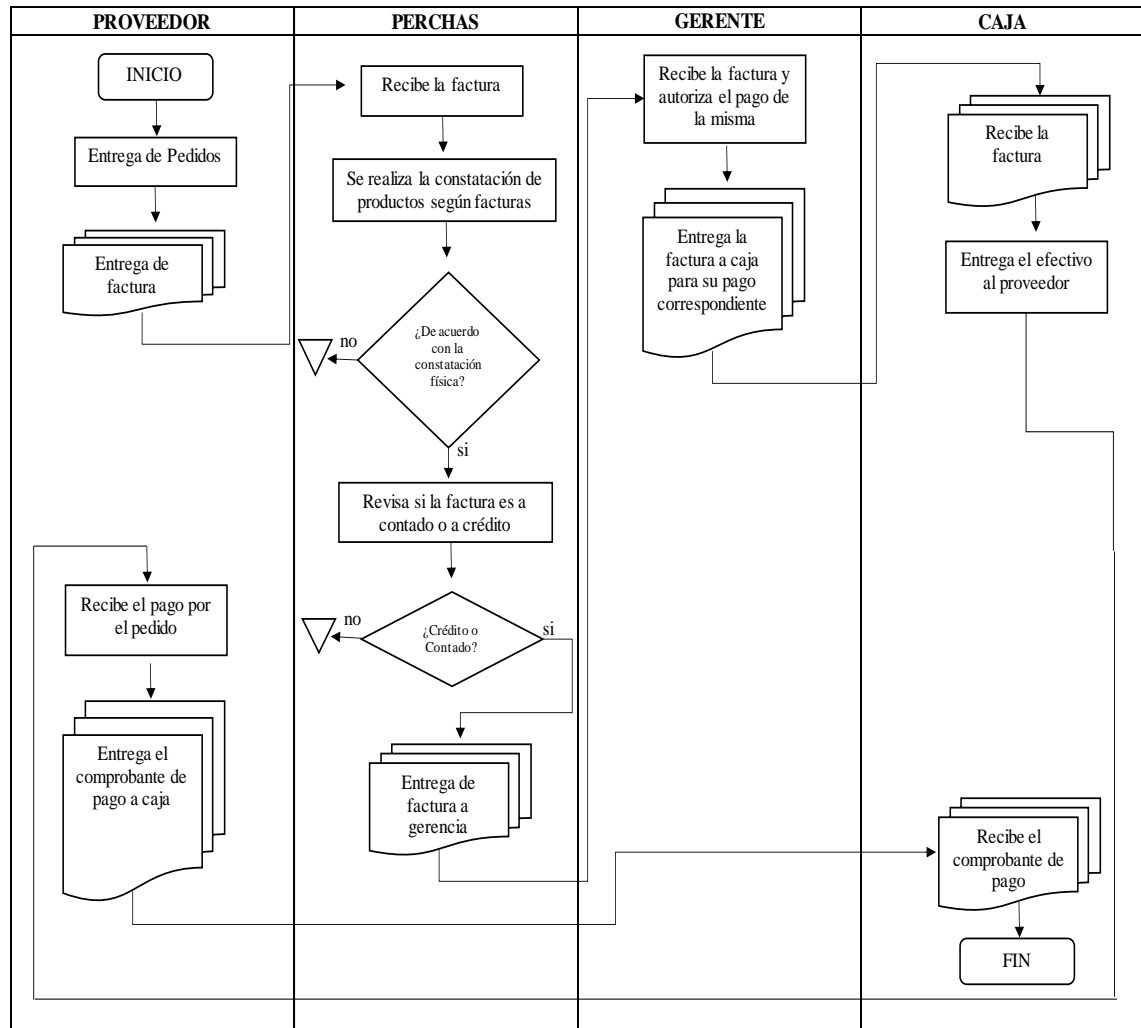 PROVEEDOR
PERCHAS
GERENTE
CAJA
INICIO
Entrega de Pedidos
Entrega de
factura
Recibe el pago por
el pedido
Entrega el
comprobante de
pago a caja
Recibe la factura
Se realiza la constatación de
productos según facturas
¿De acuerdo
con la
constatación
física?
no
si
Revisa si la factura es a
contado o a crédito
¿Crédito o
Contado?
no
si
Entrega de
factura a
gerencia
Recibe la factura y
autoriza el pago de
la misma
Entrega la
factura a caja
para su pago
correspondiente
Recibe la
factura
Entrega el efectivo
al proveedor
Recibe el
comprobante de
pago
FIN